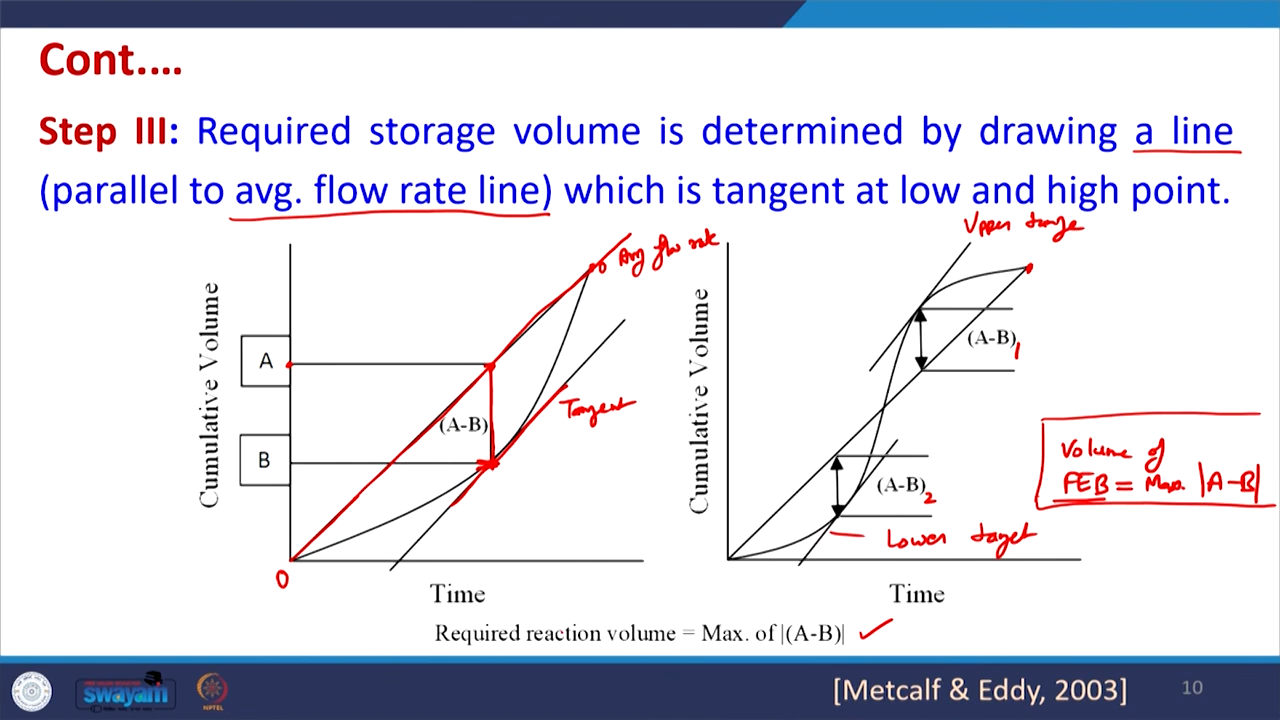 Cont....
Step III: Required storage volume is determined by drawing a line
(parallel to avg. flow rate line) which is tangent at low and high point.
Cumulative Volume
A
B
(A-B)
Avg flow rate
Tangent
0
Time
Cumulative Volume
Upper
(A-B)1
(A-B)2
Lower target
Time
Volume of
FEB = Max. |A-B|
Required reaction volume = Max. of |(A-B)|
swayam
NPTEL
[Metcalf & Eddy, 2003]
10